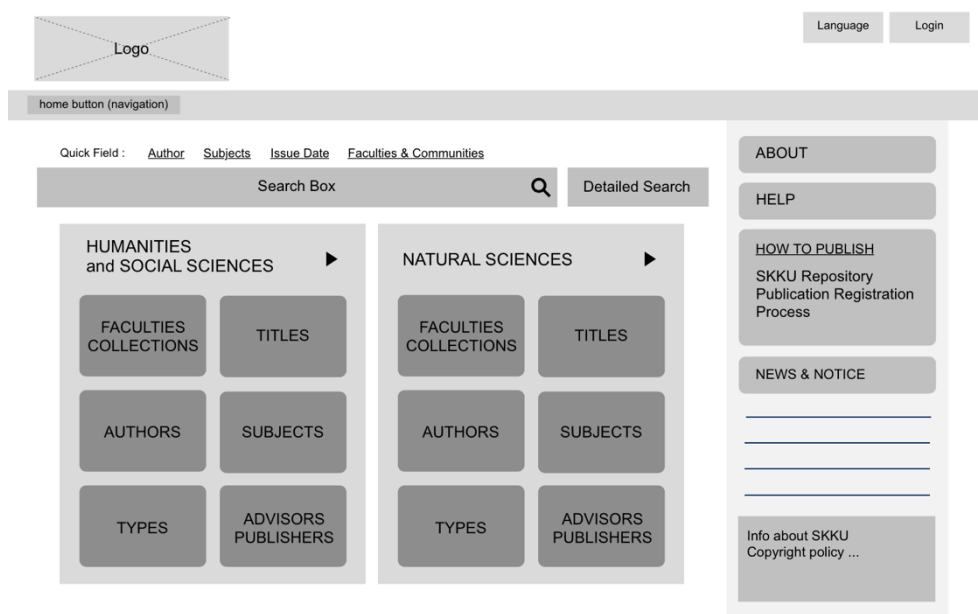 Logo
Language
Login
home button (navigation)
Quick Field : Author Subjects Issue Date Faculties & Communities
Search Box
Detailed Search
HUMANITIES
and SOCIAL SCIENCES
FACULTIES
COLLECTIONS
TITLES
AUTHORS
SUBJECTS
TYPES
ADVISORS
PUBLISHERS
NATURAL SCIENCES
FACULTIES
COLLECTIONS
TITLES
AUTHORS
SUBJECTS
TYPES
ADVISORS
PUBLISHERS
ABOUT
HELP
HOW TO PUBLISH
SKKU Repository
Publication Registration
Process
NEWS & NOTICE
Info about SKKU
Copyright policy ...